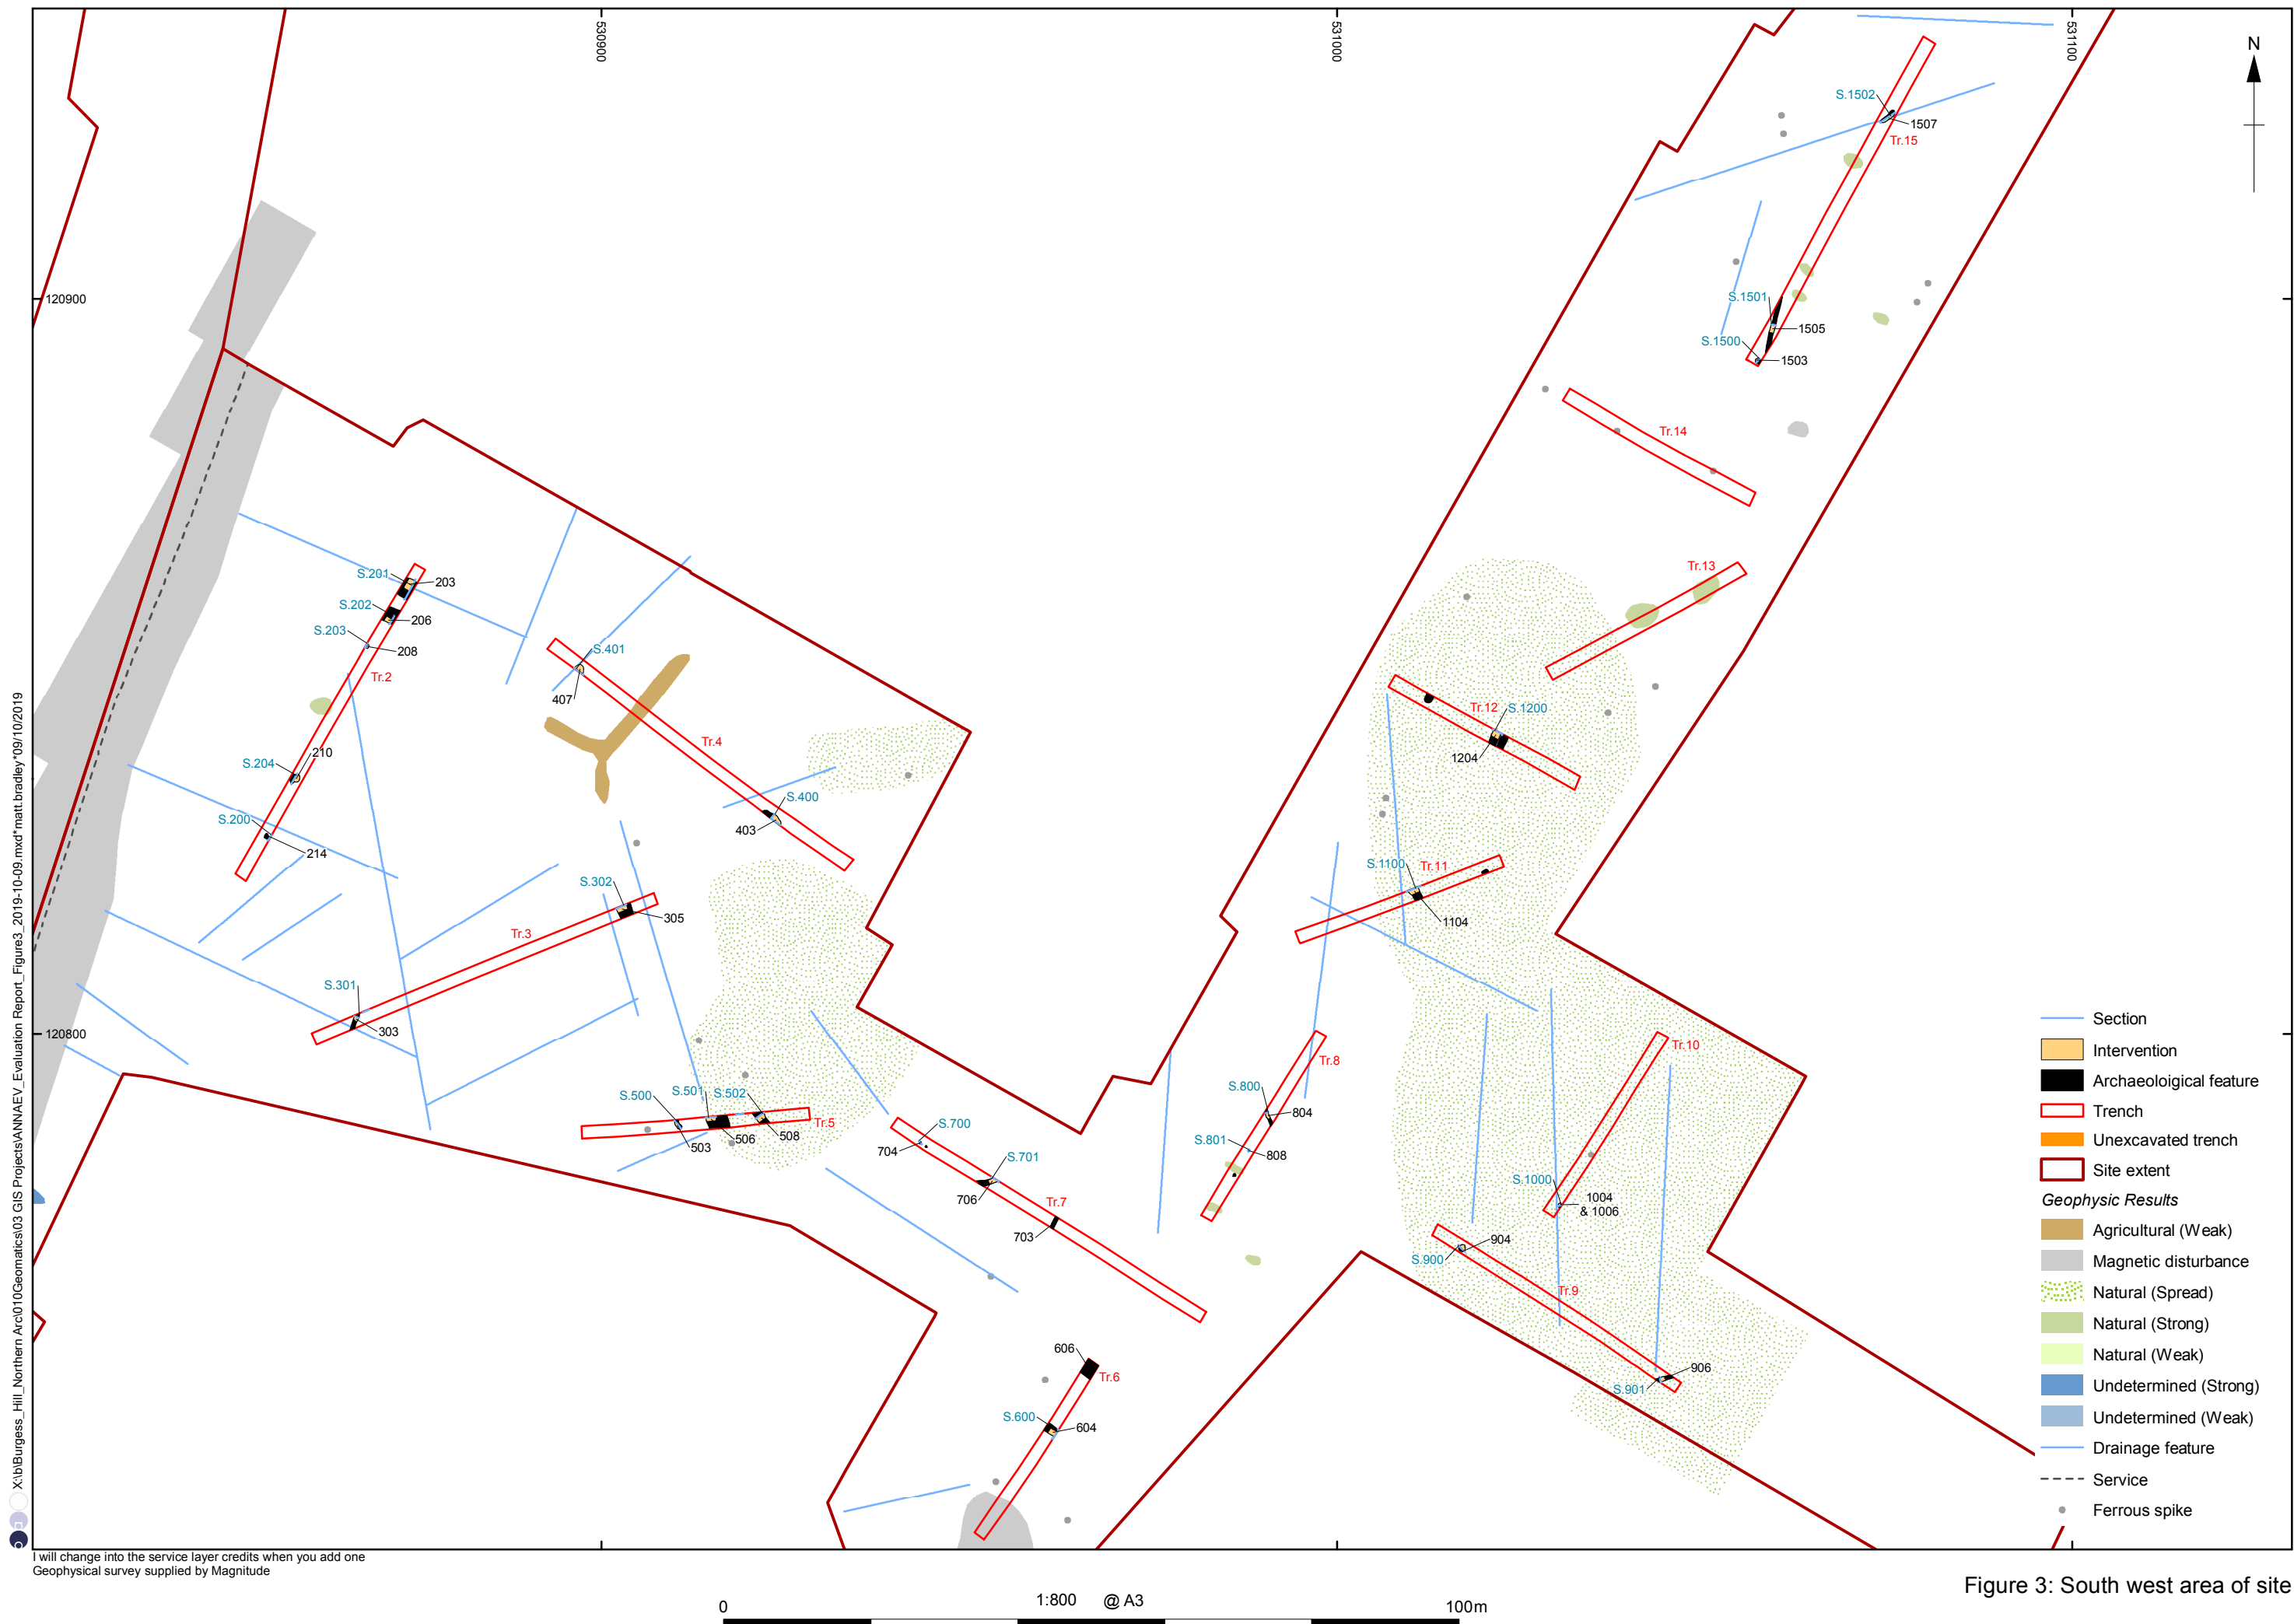 530900
531000
531100
N
S.1502
1507
Tr.15
120900
S.1501
1505
S.1500
1503
Tr.14
Tr.13
S.201
203
S.202
206
S.203
208
Tr.2
S.401
407
Tr.4
Tr.12
S.1200
1204
210
S.204
S.400
403
S.200
214
S.1100
Tr.11
1104
S.302
305
Tr.3
S.301
303
120800
Section
Intervention
Archaeoloigical feature
Trench
Unexcavated trench
Site extent
Geophysic Results
Agricultural (Weak)
Magnetic disturbance
Natural (Spread)
Natural (Strong)
Natural (Weak)
Undetermined (Strong)
Undetermined (Weak)
Drainage feature
Service
Ferrous spike
Tr.10
Tr.8
S.800
804
S.801
808
S.500
S.501
S.502
Tr.5
503
506
508
S.700
704
S.701
706
Tr.7
703
S.1000
1004
& 1006
904
S.900
Tr.9
906
S.901
606
Tr.6
S.600
604
X:\b\Burgess_Hill_Northern Arc\010Geomatics\03 GIS Projects\ANNAEV_Evaluation Report_Figure3_2019-10-09.mxd*matt.bradley*09/10/2019
I will change into the service layer credits when you add one
Geophysical survey supplied by Magnitude
Figure 3: South west area of site
0
1:800 @ A3
100m